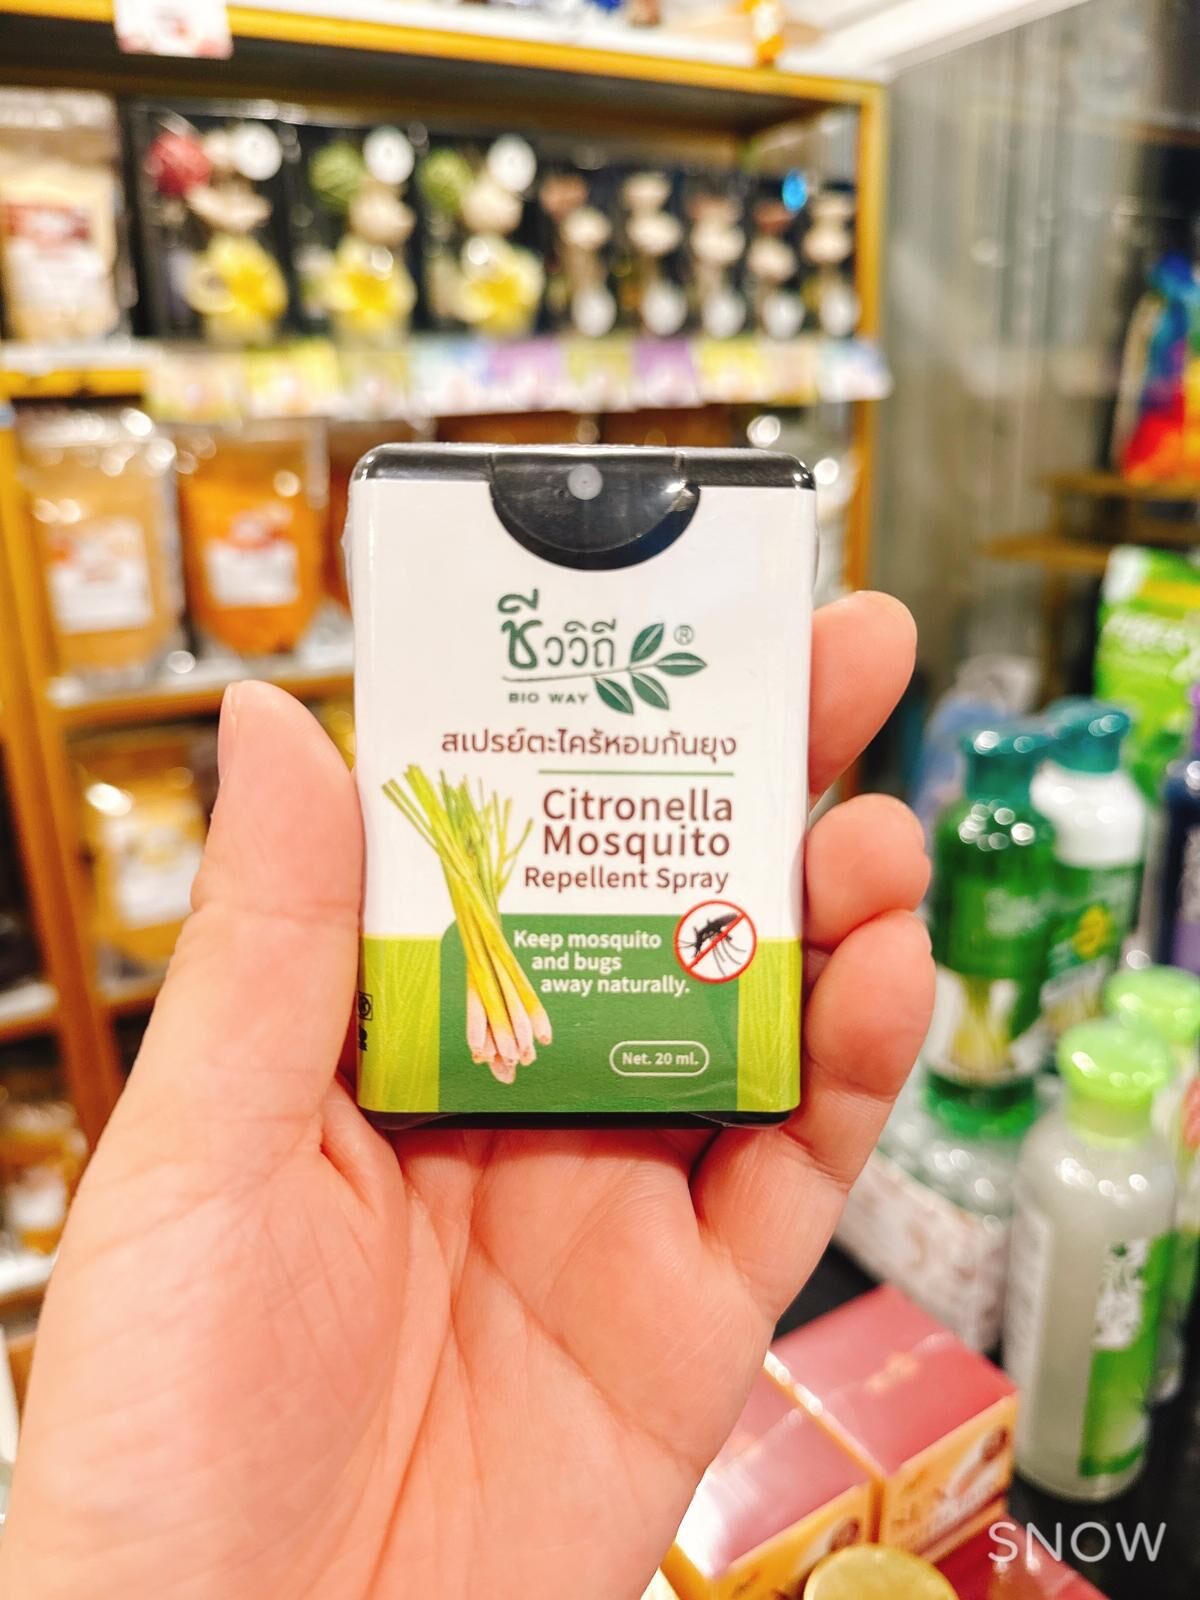 ชีววิถี ®
BIO WAY
สเปรย์ตะไคร้หอมกันยุง
Citronella
Mosquito
Repellent Spray
Keep mosquito
and bugs
away naturally.
Net. 20 ml.
SNOW